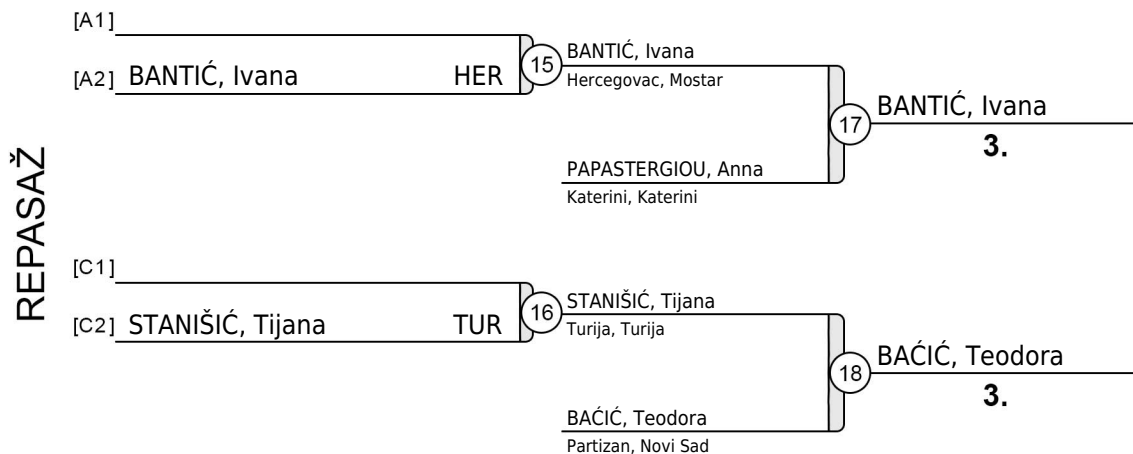 REPASAŽ
[A1]
[A2] BANTIĆ, Ivana HER
15
BANTIĆ, Ivana
Hercegovac, Mostar
PAPASTERGIOU, Anna
Katerini, Katerini
17
BANTIĆ, Ivana
3.
[C1]
[C2] STANIŠIĆ, Tijana TUR
16
STANIŠIĆ, Tijana
Turija, Turija
BAĆIĆ, Teodora
Partizan, Novi Sad
18
BAĆIĆ, Teodora
3.